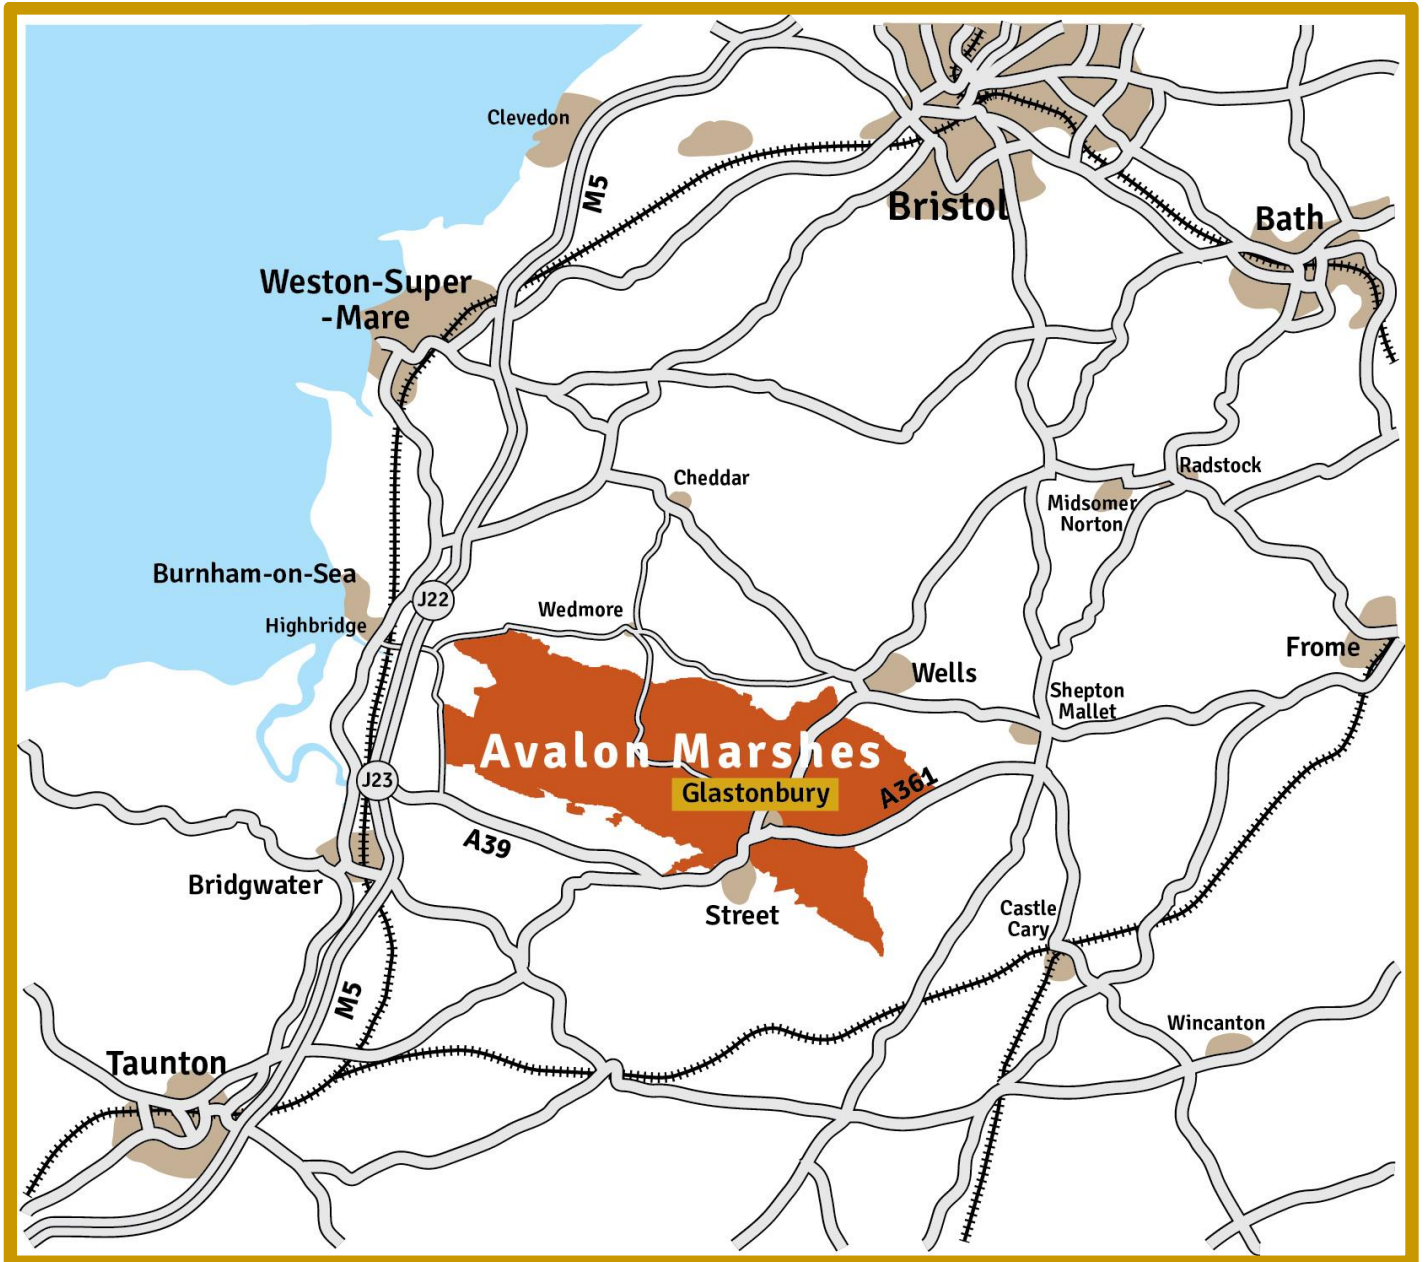 Clevedon
M5
Bristol
Bath
Weston-Super
-Mare
Cheddar
Radstock
Midsomer
Norton
Burnham-on-Sea
J22
Wedmore
Highbridge
Frome
Wells
Shepton
Mallet
Avalon Marshes
J23
Glastonbury
A361
A39
Bridgwater
Street
Castle
Cary
M5
Wincanton
Taunton